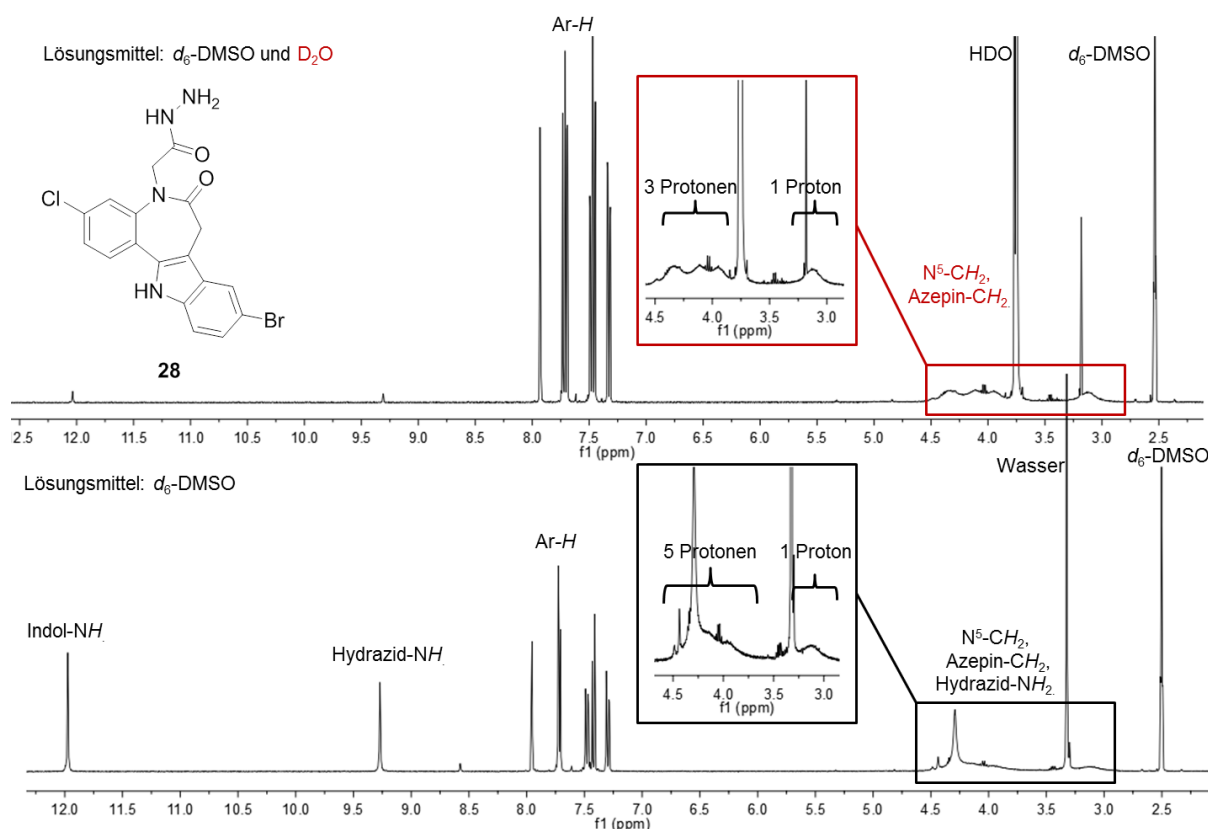 Lösungsmittel: d6-DMSO und D2O
Ar-H
HDO
d6-DMSO
NH2
HN
O
N
O
Cl
HN
Br
28
3 Protonen
1 Proton
4.5 4.0 3.5 3.0
f1 (ppm)
N5-CH2,
Azepin-CH2.
2.5 12.0 11.5 11.0 10.5 10.0 9.5 9.0 8.5 8.0 7.5 7.0 6.5 6.0 5.5 5.0 4.5 4.0 3.5 3.0 2.5
f1 (ppm)
Lösungsmittel: d6-DMSO
Wasser
d6-DMSO
Ar-H
5 Protonen
1 Proton
4.5 4.0 3.5 3.0
f1 (ppm)
Indol-NH.
Hydrazid-NH.
N5-CH2,
Azepin-CH2,
Hydrazid-NH2.
12.0 11.5 11.0 10.5 10.0 9.5 9.0 8.5 8.0 7.5 7.0 6.5 6.0 5.5 5.0 4.5 4.0 3.5 3.0 2.5
f1 (ppm)